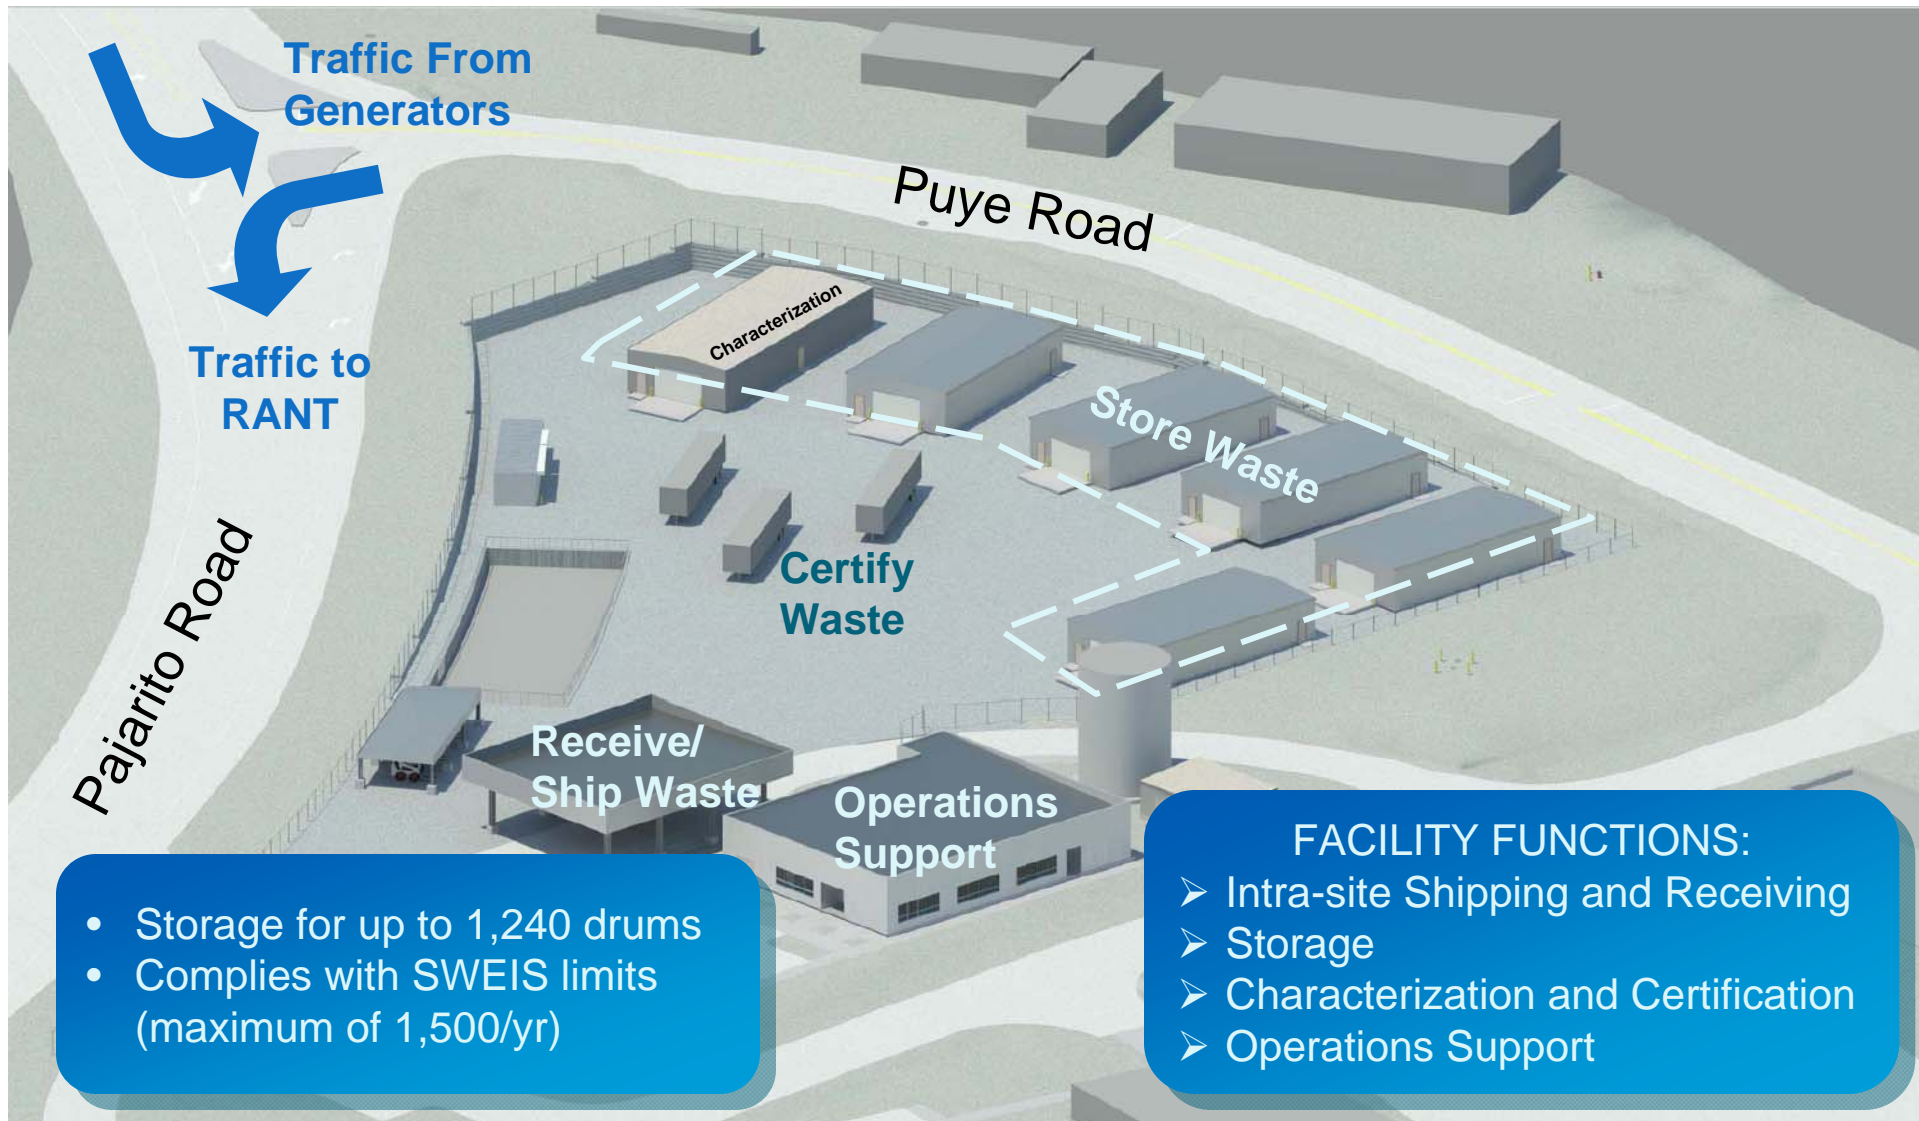 Traffic From
Generators
Puye Road
Characterization
Traffic to
RANT
Store Waste
Pajarito Road
Certify
Waste
Receive/
Ship Waste
Operations
Support
• Storage for up to 1,240 drums
• Complies with SWEIS limits
(maximum of 1,500/yr)
FACILITY FUNCTIONS:
➢ Intra-site Shipping and Receiving
➢ Storage
➢ Characterization and Certification
➢ Operations Support